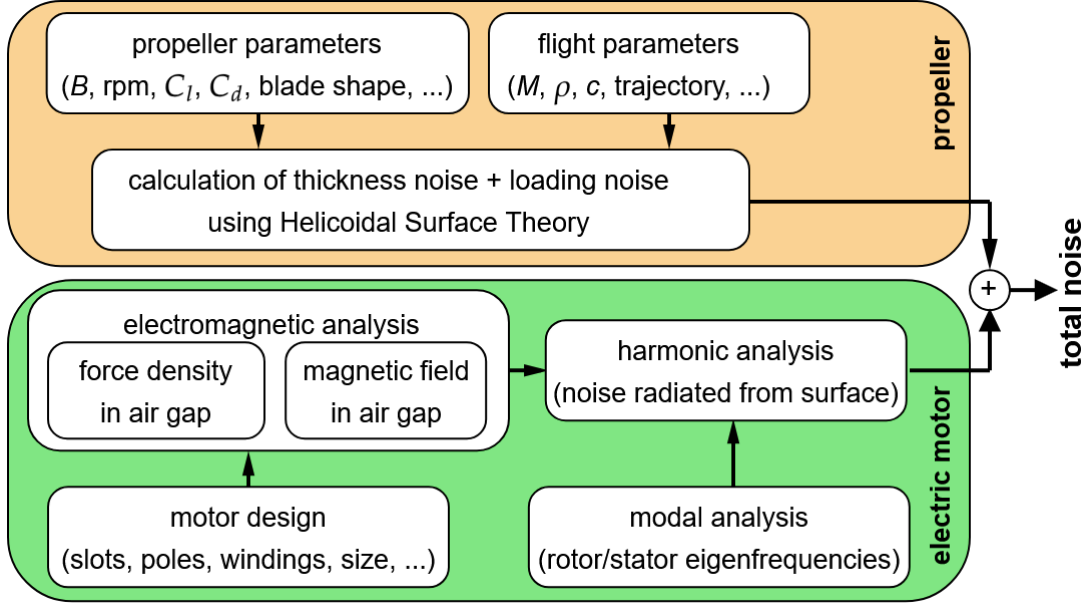 propeller parameters
(B, rpm, C_l, C_d, blade shape, ...)
flight parameters
(M, ρ, c, trajectory, ...)
propeller
calculation of thickness noise + loading noise
using Helicoidal Surface Theory
+
total noise
electromagnetic analysis
force density
in air gap
magnetic field
in air gap
harmonic analysis
(noise radiated from surface)
motor design
(slots, poles, windings, size, ...)
modal analysis
(rotor/stator eigenfrequencies)
electric motor